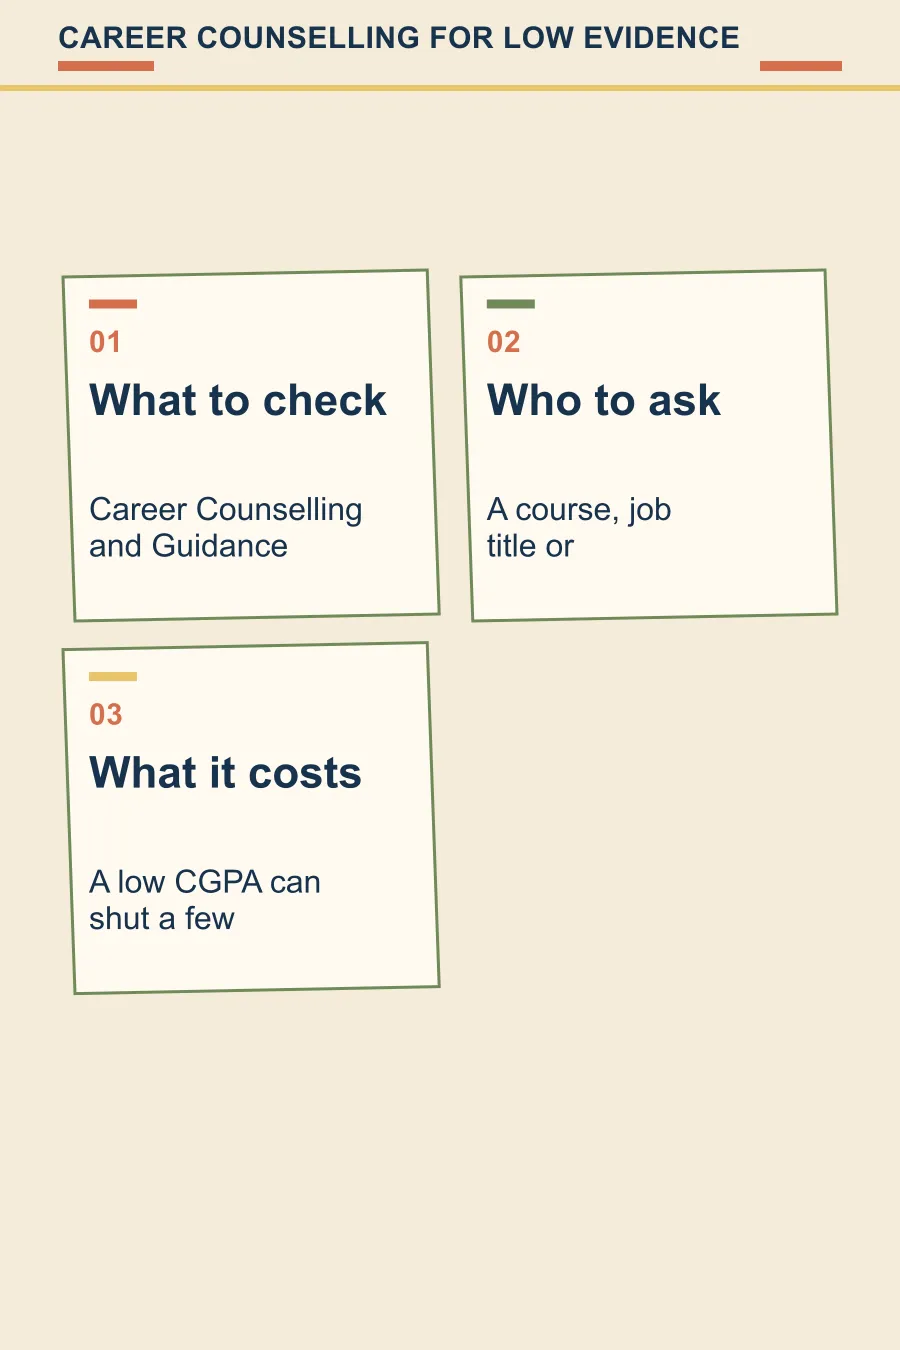 CAREER COUNSELLING FOR LOW EVIDENCE
01
What to check
Career Counselling
and Guidance
02
Who to ask
A course, job
title or
03
What it costs
A low CGPA can
shut a few